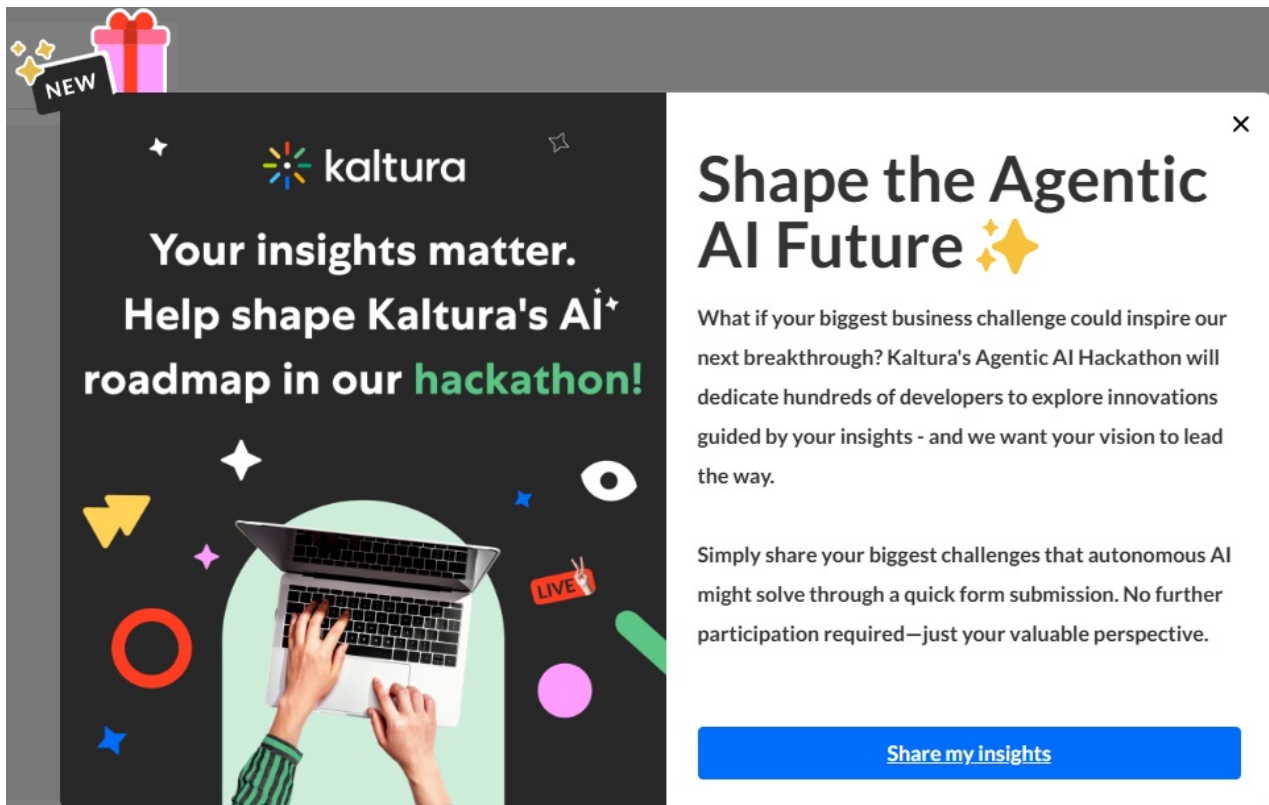 NEW
kaltura
Your insights matter.
Help shape Kaltura's AI
roadmap in our hackathon!
LIVE
Shape the Agentic
AI Future
What if your biggest business challenge could inspire our
next breakthrough? Kaltura's Agentic AI Hackathon will
dedicate hundreds of developers to explore innovations
guided by your insights - and we want your vision to lead
the way.
Simply share your biggest challenges that autonomous AI
might solve through a quick form submission. No further
participation required—just your valuable perspective.
Share my insights